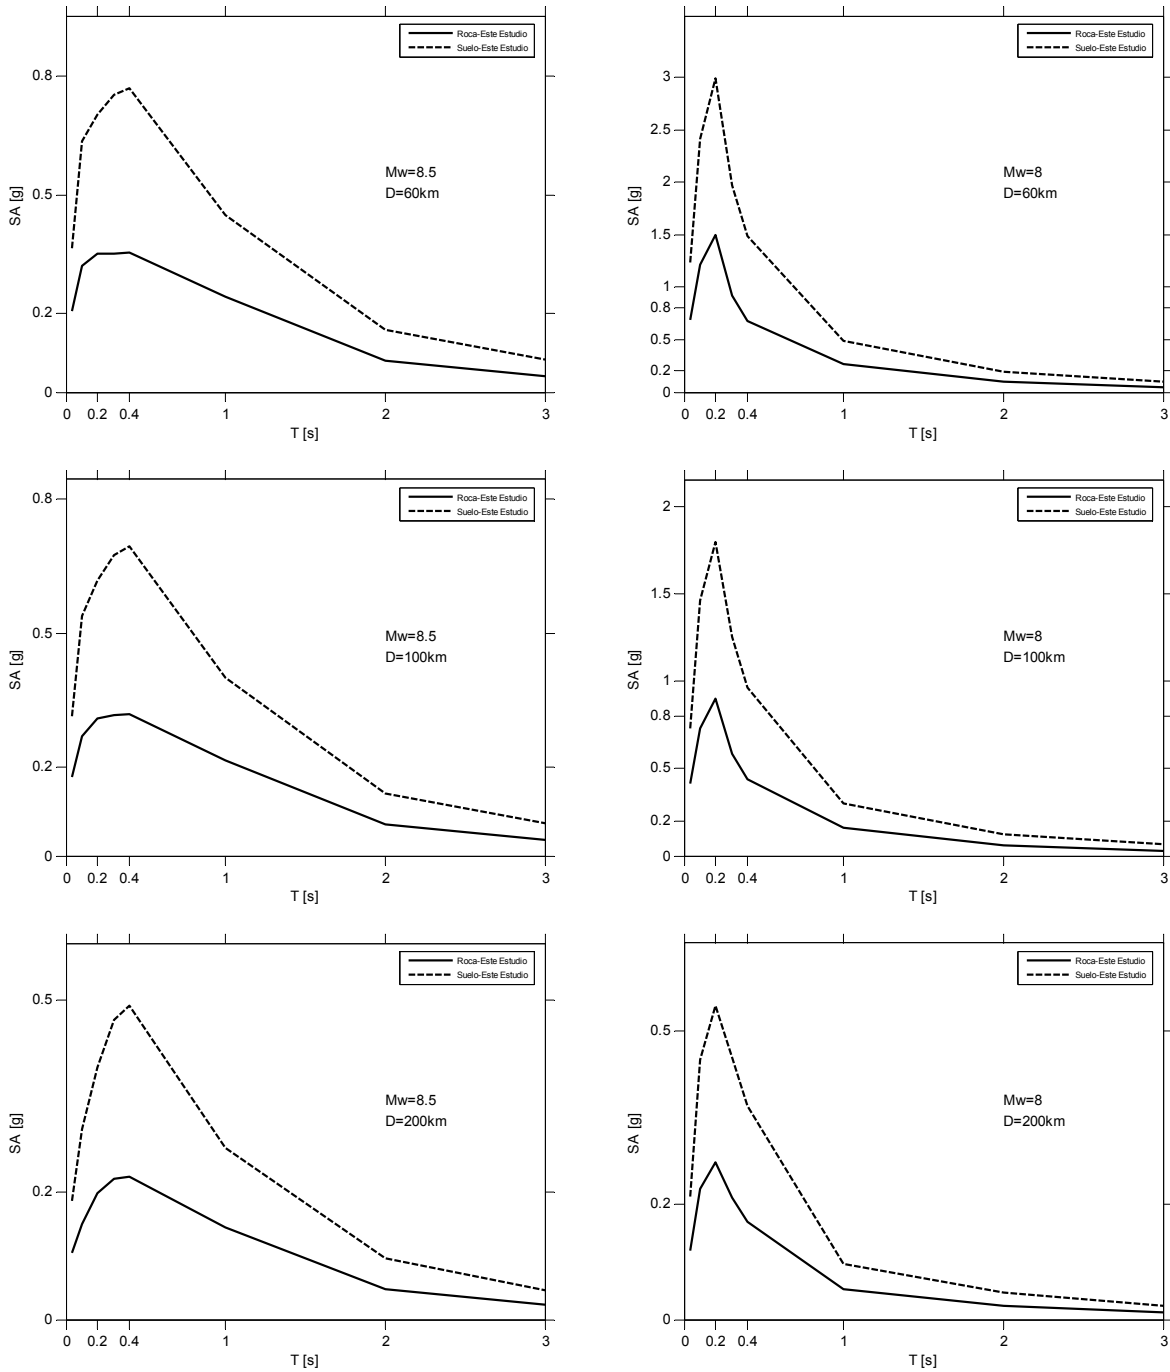 Roca-Este Estudio
Suelo-Este Estudio
0.8
0.5
0.2
0
SA [g]
Mw=8.5
D=60km
0 0.2 0.4 1 2 3
T [s]
Roca-Este Estudio
Suelo-Este Estudio
3
2.5
2
1.5
1
0.8
0.5
0.2
0
SA [g]
Mw=8
D=60km
0 0.2 0.4 1 2 3
T [s]
Roca-Este Estudio
Suelo-Este Estudio
0.8
0.5
0.2
0
SA [g]
Mw=8.5
D=100km
0 0.2 0.4 1 2 3
T [s]
Roca-Este Estudio
Suelo-Este Estudio
2
1.5
1
0.8
0.5
0.2
0
SA [g]
Mw=8
D=100km
0 0.2 0.4 1 2 3
T [s]
Roca-Este Estudio
Suelo-Este Estudio
0.5
0.2
0
SA [g]
Mw=8.5
D=200km
0 0.2 0.4 1 2 3
T [s]
Roca-Este Estudio
Suelo-Este Estudio
0.5
0.2
0
SA [g]
Mw=8
D=200km
0 0.2 0.4 1 2 3
T [s]